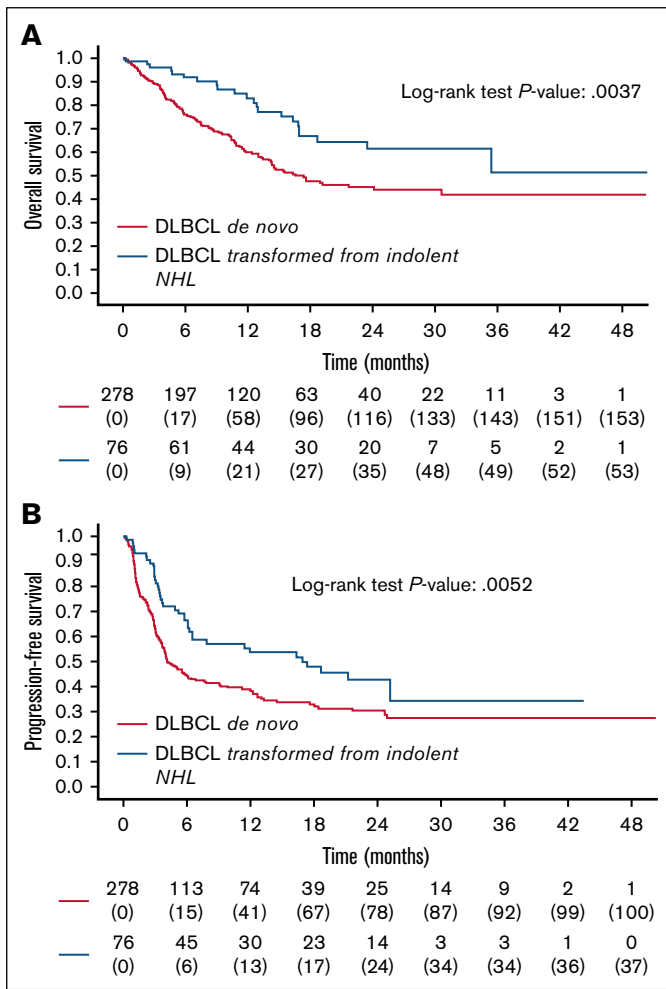 A
1.0
0.9
0.8
0.7
0.6
0.5
0.4
0.3
0.2
0.1
0.0
Overall survival
Log-rank test P-value: .0037
DLBCL de novo
DLBCL transformed from indolent
NHL
0 6 12 18 24 30 36 42 48
Time (months)
278 197 120 63 40 22 11 3 1
(0) (17) (58) (96) (116) (133) (143) (151) (153)
76 61 44 30 20 7 5 2 1
(0) (9) (21) (27) (35) (48) (49) (52) (53)
B
1.0
0.9
0.8
0.7
0.6
0.5
0.4
0.3
0.2
0.1
0.0
Progression-free survival
Log-rank test P-value: .0052
DLBCL de novo
DLBCL transformed from indolent
NHL
0 6 12 18 24 30 36 42 48
Time (months)
278 113 74 39 25 14 9 2 1
(0) (15) (41) (67) (78) (87) (92) (99) (100)
76 45 30 23 14 3 3 1 0
(0) (6) (13) (17) (24) (34) (34) (36) (37)